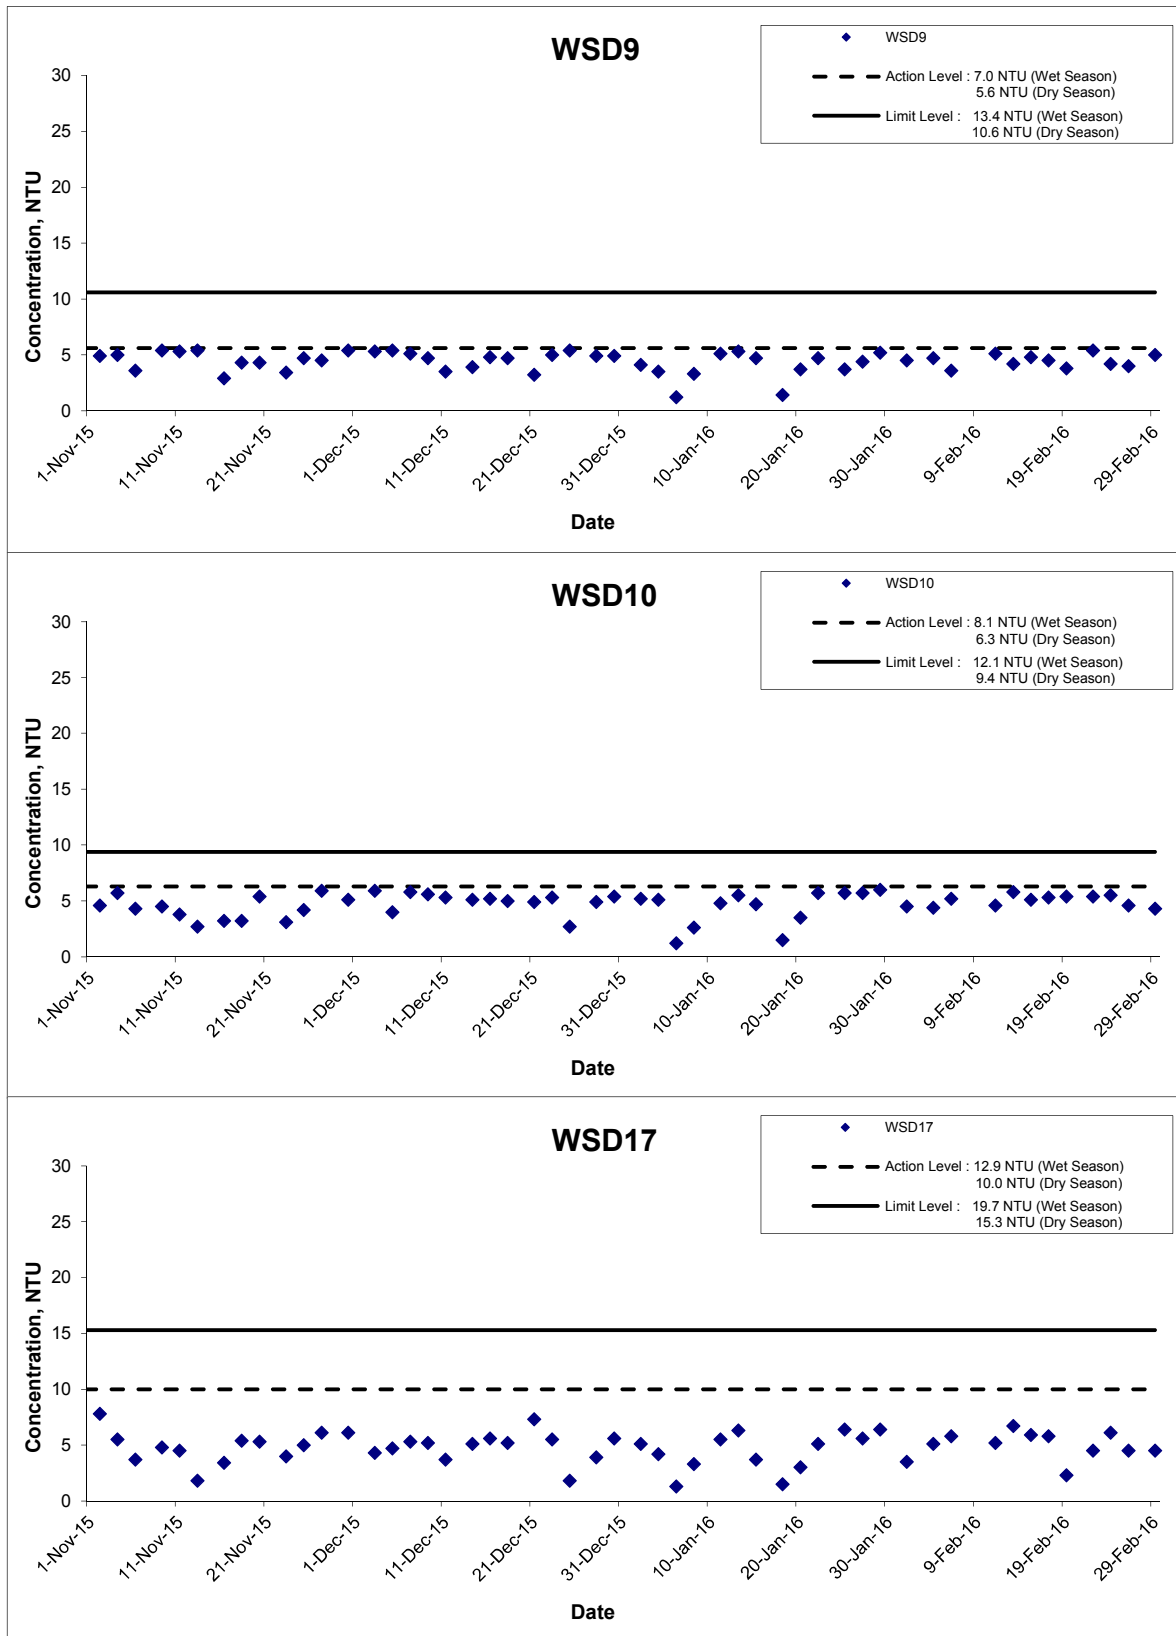 WSD9
WSD9
Action Level : 7.0 NTU (Wet Season)
5.6 NTU (Dry Season)
Limit Level : 13.4 NTU (Wet Season)
10.6 NTU (Dry Season)
Concentration, NTU
30
25
20
15
10
5
0
1-Nov-15
11-Nov-15
21-Nov-15
1-Dec-15
11-Dec-15
21-Dec-15
31-Dec-15
10-Jan-16
20-Jan-16
30-Jan-16
9-Feb-16
19-Feb-16
29-Feb-16
Date
WSD10
WSD10
Action Level : 8.1 NTU (Wet Season)
6.3 NTU (Dry Season)
Limit Level : 12.1 NTU (Wet Season)
9.4 NTU (Dry Season)
Concentration, NTU
30
25
20
15
10
5
0
1-Nov-15
11-Nov-15
21-Nov-15
1-Dec-15
11-Dec-15
21-Dec-15
31-Dec-15
10-Jan-16
20-Jan-16
30-Jan-16
9-Feb-16
19-Feb-16
29-Feb-16
Date
WSD17
WSD17
Action Level : 12.9 NTU (Wet Season)
10.0 NTU (Dry Season)
Limit Level : 19.7 NTU (Wet Season)
15.3 NTU (Dry Season)
Concentration, NTU
30
25
20
15
10
5
0
1-Nov-15
11-Nov-15
21-Nov-15
1-Dec-15
11-Dec-15
21-Dec-15
31-Dec-15
10-Jan-16
20-Jan-16
30-Jan-16
9-Feb-16
19-Feb-16
29-Feb-16
Date